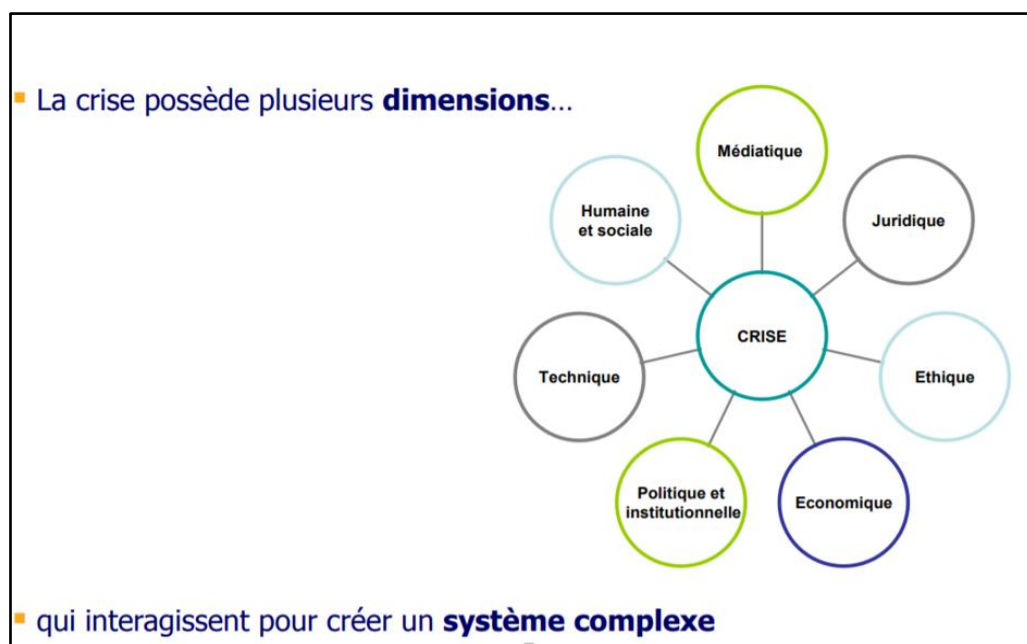 ▪ La crise possède plusieurs dimensions...
Médiatique
Humaine
et sociale
Juridique
CRISE
Technique
Ethique
Politique et
institutionnelle
Economique
▪ qui interagissent pour créer un système complexe